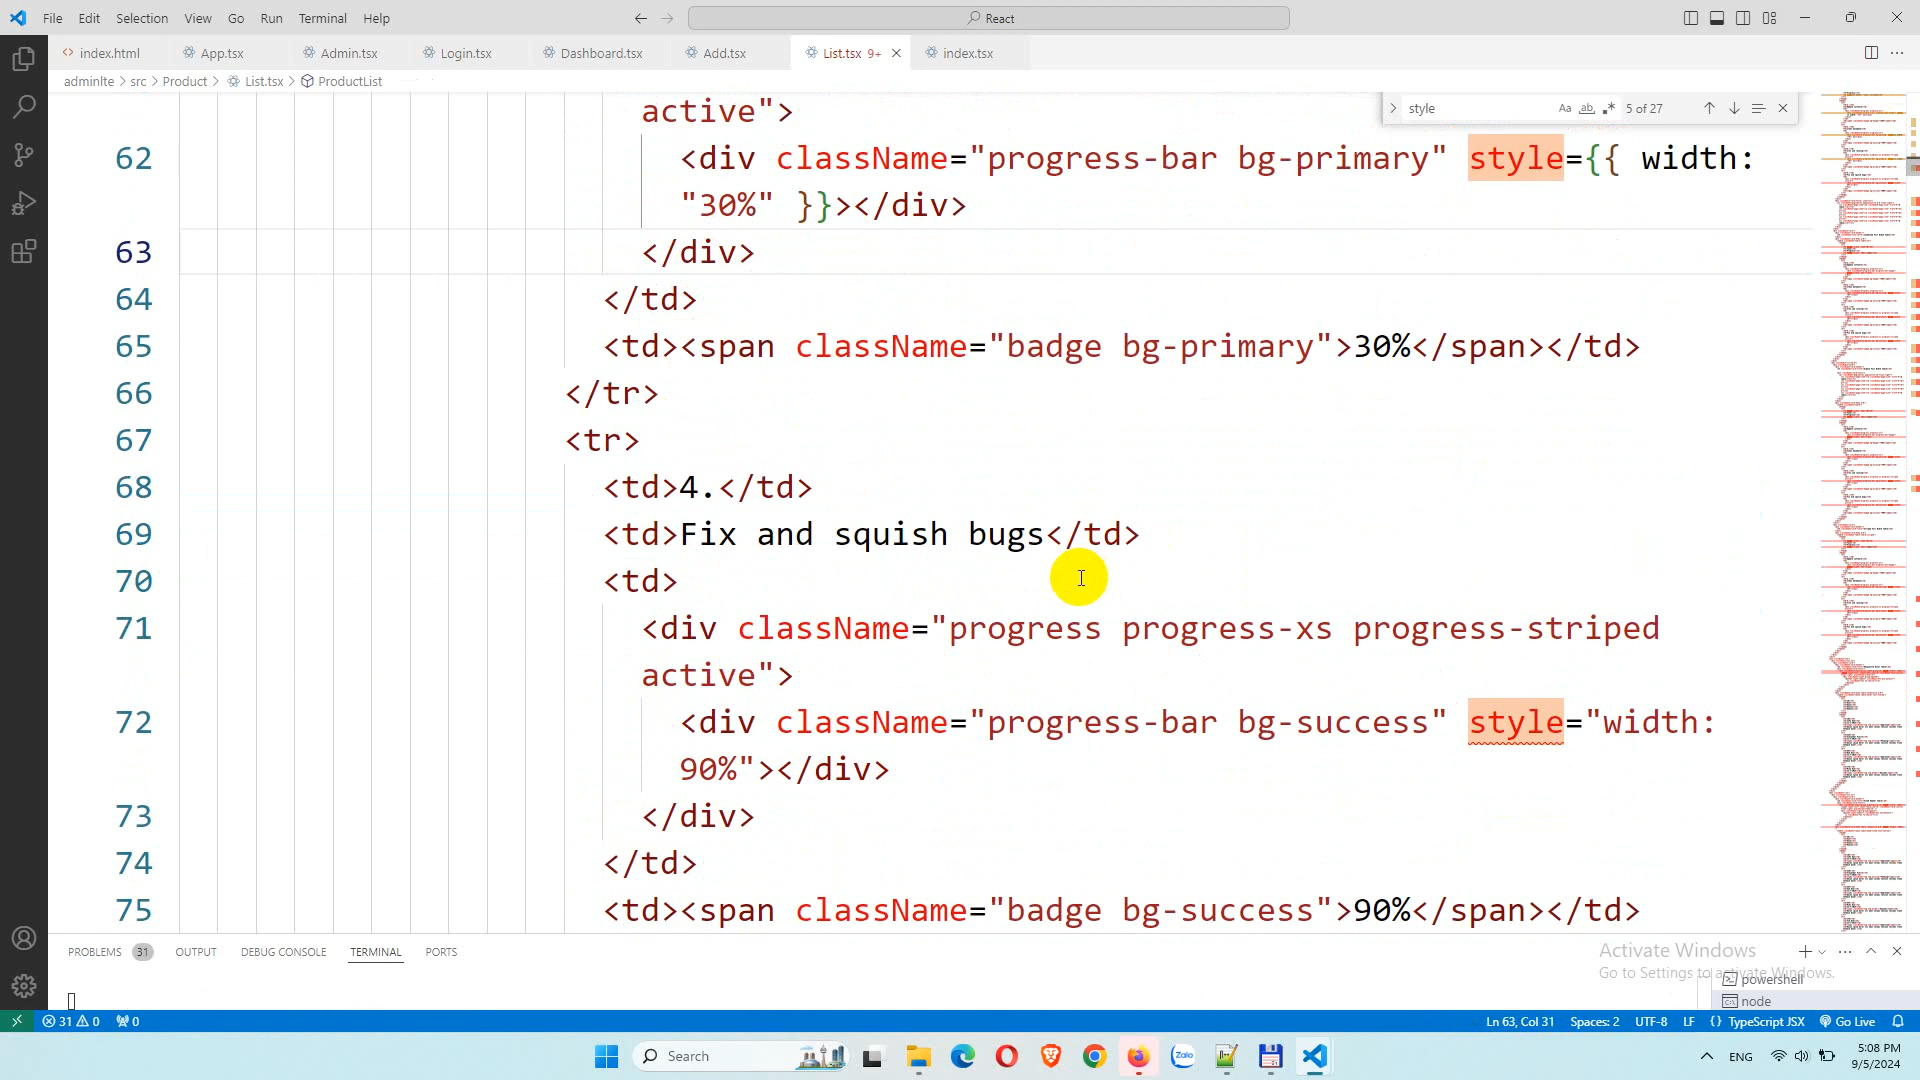 File Edit Selection View Go Run Terminal Help
React
index.html App.tsx Admin.tsx Login.tsx Dashboard.tsx Add.tsx List.tsx 9+ index.tsx
adminlte > src > Product > List.tsx > ProductList
style Aa ab 5 of 27
active">
62 <div className="progress-bar bg-primary" style={{ width:
"30%" }}></div>
63 </div>
64 </td>
65 <td><span className="badge bg-primary">30%</span></td>
66 </tr>
67 <tr>
68 <td>4.</td>
69 <td>Fix and squish bugs</td>
70 <td>
71 <div className="progress progress-xs progress-striped
active">
72 <div className="progress-bar bg-success" style="width:
90%"></div>
73 </div>
74 </td>
75 <td><span className="badge bg-success">90%</span></td>
PROBLEMS 31 OUTPUT DEBUG CONSOLE TERMINAL PORTS
Activate Windows
Go to Settings to activate Windows.
powershell
node
31 0 0 Ln 63, Col 31 Spaces: 2 UTF-8 LF {} TypeScript JSX Go Live
Search Zalo ENG 5:08 PM
9/5/2024